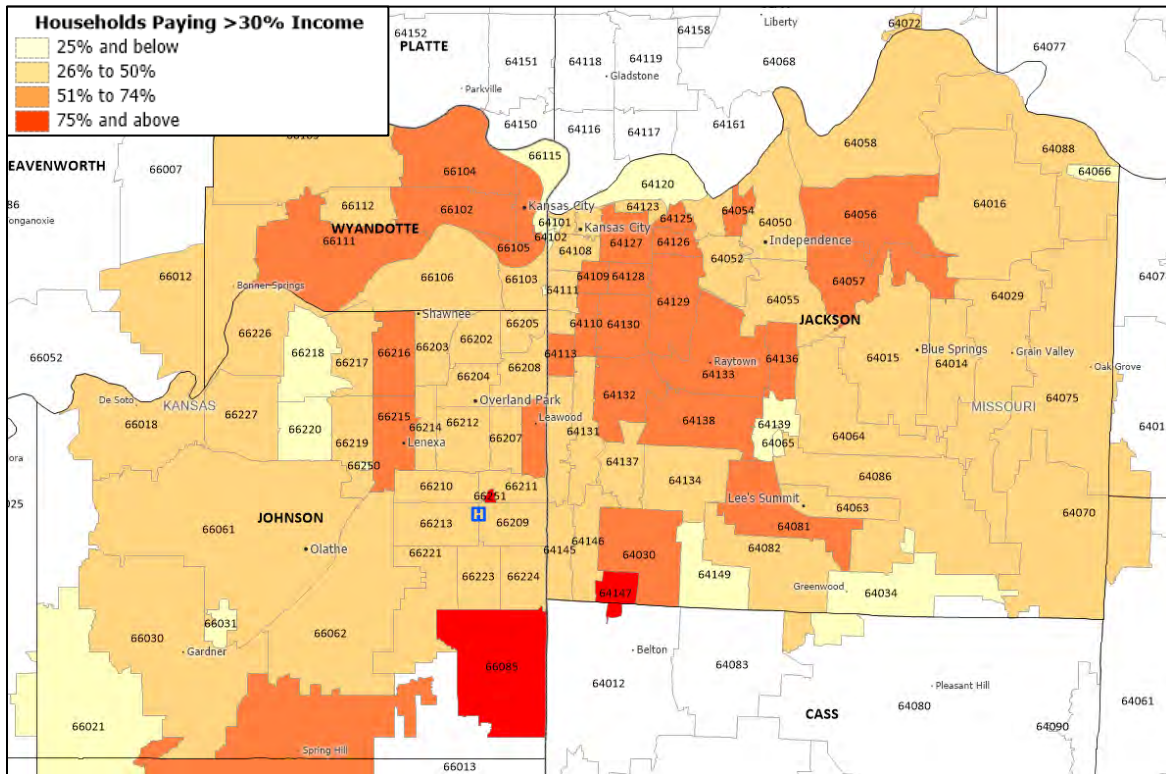 Households Paying >30% Income
25% and below
26% to 50%
51% to 74%
75% and above
64152
PLATTE
64151
64118
64119
64158
Liberty
64072
64077
64068
Gladstone
Parkville
64150
64116
64117
64161
EAVENWORTH
66007
86
onganoxie
66115
66104
66112
66102
Kansas City
WYANDOTTE
66111
66105
66106
66103
66012
Bonner Springs
64120
64123
64101
64102
Kansas City
64108
64127
64125
64126
64054
64050
Independence
64052
64058
64088
64066
64056
64016
64057
64055
64029
JACKSON
64109
64128
64111
64129
64110
64130
64113
Raytown
64133
64136
64015
Blue Springs
64014
Grain Valley
Oak Grove
64075
MISSOURI
6407
6401
Shawnee
66205
66226
66218
66217
66216
66203
66202
66208
66204
66052
De Soto
KANSAS
66018
66227
66220
66219
66215
66214
Overland Park
66212
66207
Leawood
Lenexa
66250
64132
64131
64138
64139
64065
64064
64137
64134
64086
Lee's Summit
64063
64081
64082
64070
ora
025
66210
66251
66211
H
66213
66209
66061
JOHNSON
Olathe
66221
66223
66224
64145
64146
64030
64149
64147
Greenwood
64034
66031
66030
Gardner
66062
66085
66021
Spring Hill
66013
Belton
64012
64083
Pleasant Hill
64080
CASS
64090
64061